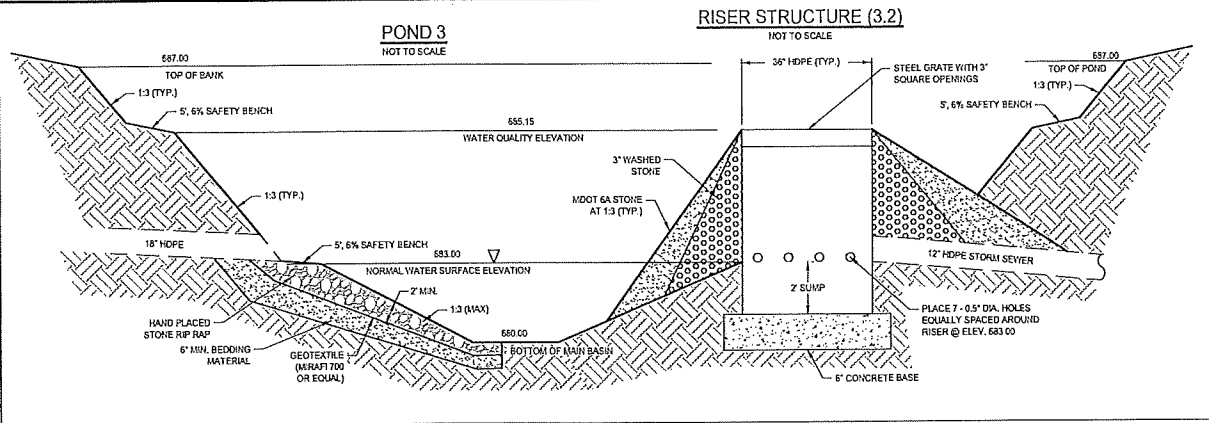 POND 3
NOT TO SCALE
RISER STRUCTURE (3.2)
NOT TO SCALE
687.00
TOP OF BANK
1:3 (TYP.)
5', 6% SAFETY BENCH
685.15
WATER QUALITY ELEVATION
1:3 (TYP.)
18" HDPE
5', 6% SAFETY BENCH
683.00
NORMAL WATER SURFACE ELEVATION
2' MIN.
1:3 (MAX)
HAND PLACED
STONE RIP RAP
6" MIN. BEDDING
MATERIAL
GEOTEXTILE
(MIRAFI 700
OR EQUAL)
680.00
BOTTOM OF MAIN BASIN
36" HDPE (TYP.)
STEEL GRATE WITH 3"
SQUARE OPENINGS
687.00
TOP OF POND
1:3 (TYP.)
5', 6% SAFETY BENCH
3" WASHED
STONE
MDOT 6A STONE
AT 1:3 (TYP.)
12" HDPE STORM SEWER
2' SUMP
PLACE 7 - 0.5" DIA. HOLES
EQUALLY SPACED AROUND
RISER @ ELEV. 683.00
6" CONCRETE BASE